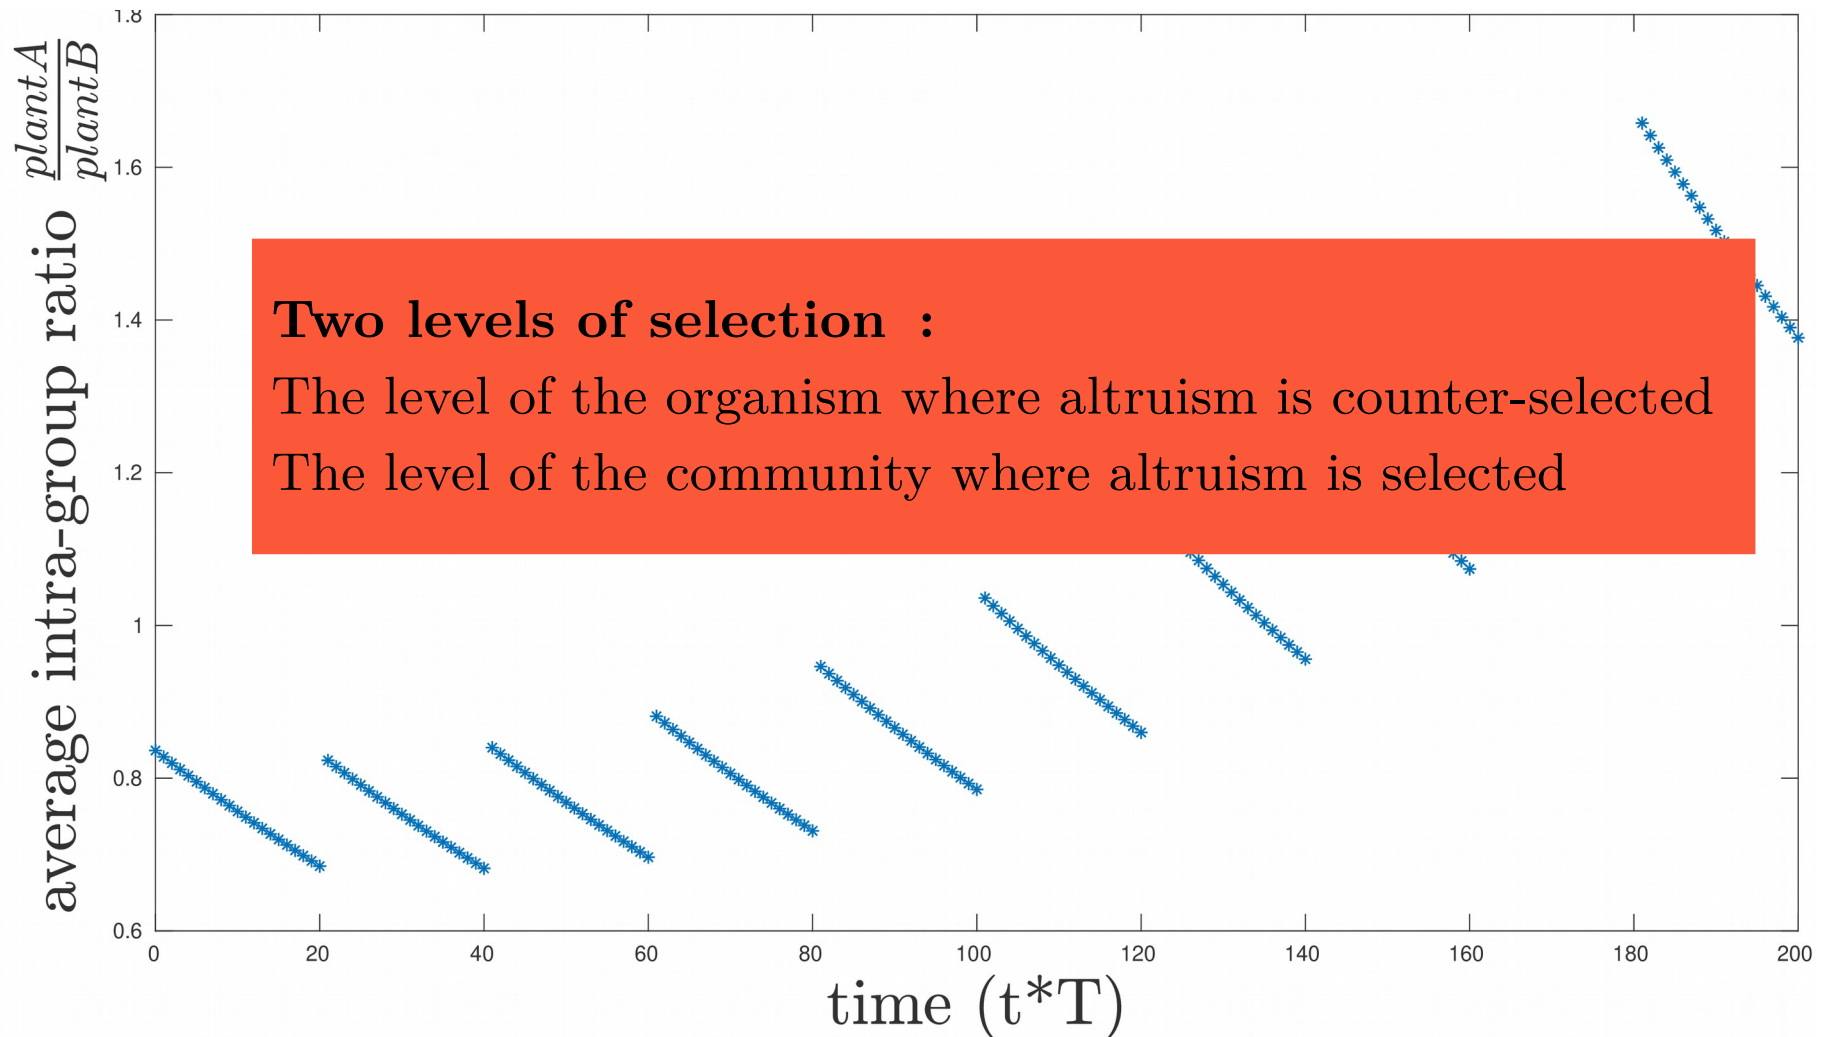 1.8
1.6
1.4
1.2
1
0.8
0.6
average intra-group ratio plantA
plantB
Two levels of selection :
The level of the organism where altruism is counter-selected
The level of the community where altruism is selected
0 20 40 60 80 100 120 140 160 180 200
time (t*T)